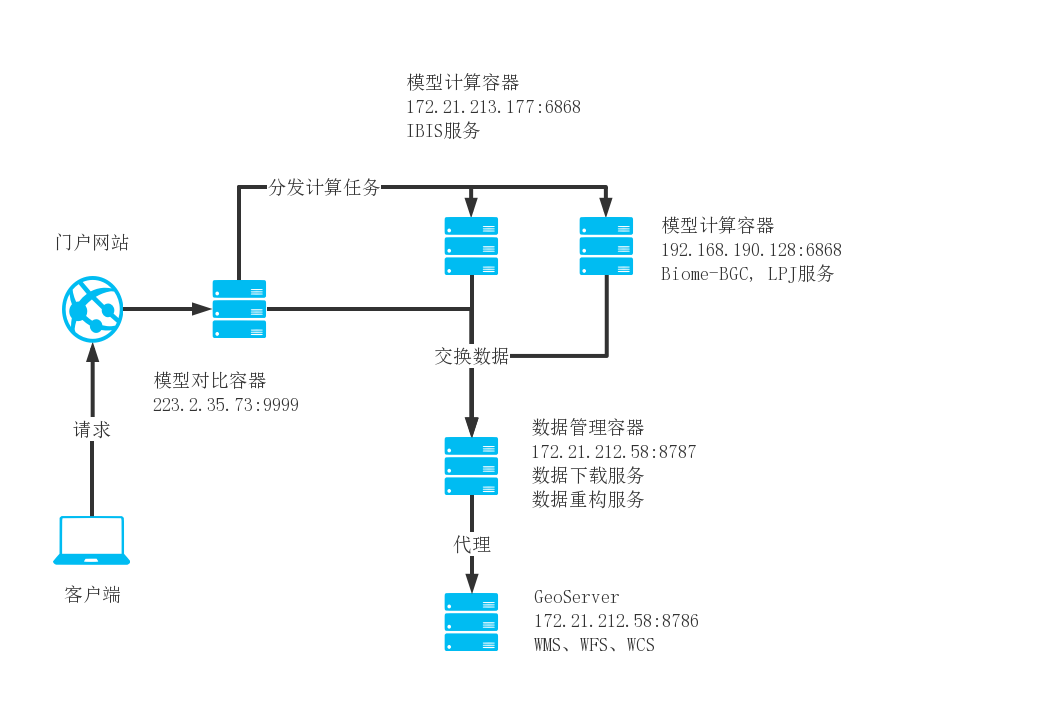 模型计算容器
172.21.213.177:6868
IBIS服务
分发计算任务
模型计算容器
192.168.190.128:6868
Biome-BGC, LPJ服务
门户网站
模型对比容器
223.2.35.73:9999
交换数据
请求
数据管理容器
172.21.212.58:8787
数据下载服务
数据重构服务
代理
客户端
GeoServer
172.21.212.58:8786
WMS、WFS、WCS